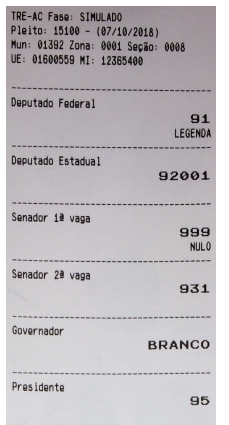 TRE-AC Fase: SIMULADO
Pleito: 15100 - (07/10/2018)
Mun: 01392 Zona: 0001 Seção: 0008
UE: 01600559 MI: 12365400
--------------------------------
Deputado Federal
91
LEGENDA
--------------------------------
Deputado Estadual
92001
--------------------------------
Senador 1ª vaga
999
NULO
--------------------------------
Senador 2ª vaga
931
--------------------------------
Governador
BRANCO
--------------------------------
Presidente
95